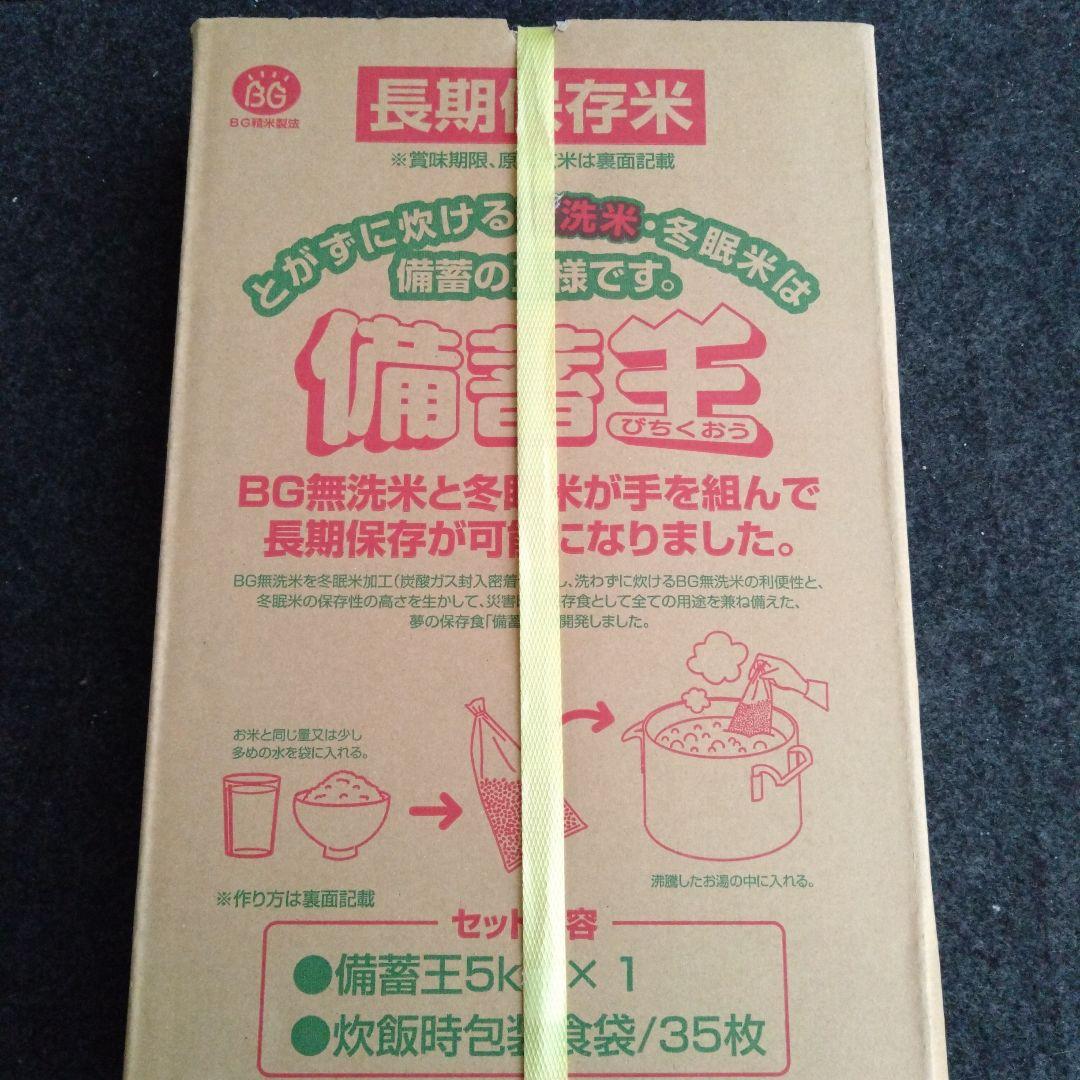 BG
BG精米製法
長期保存米
※賞味期限、原 米は裏面記載
とがずに炊ける 洗米・冬眠米は
備蓄の 様です。
備蓄王
びちくおう
BG無洗米と冬眠米が手を組んで
長期保存が可能になりました。
BG無洗米を冬眠米加工(炭酸ガス封入密着 し、洗わずに炊けるBG無洗米の利便性と、
冬眠米の保存性の高さを生かして、災害 存食として全ての用途を兼ね備えた、
夢の保存食「備蓄 開発しました。
お米と同じ量又は少し
多めの水を袋に入れる。
沸騰したお湯の中に入れる。
※作り方は裏面記載
セット 容
●備蓄王5k × 1
●炊飯時包装食袋/35枚